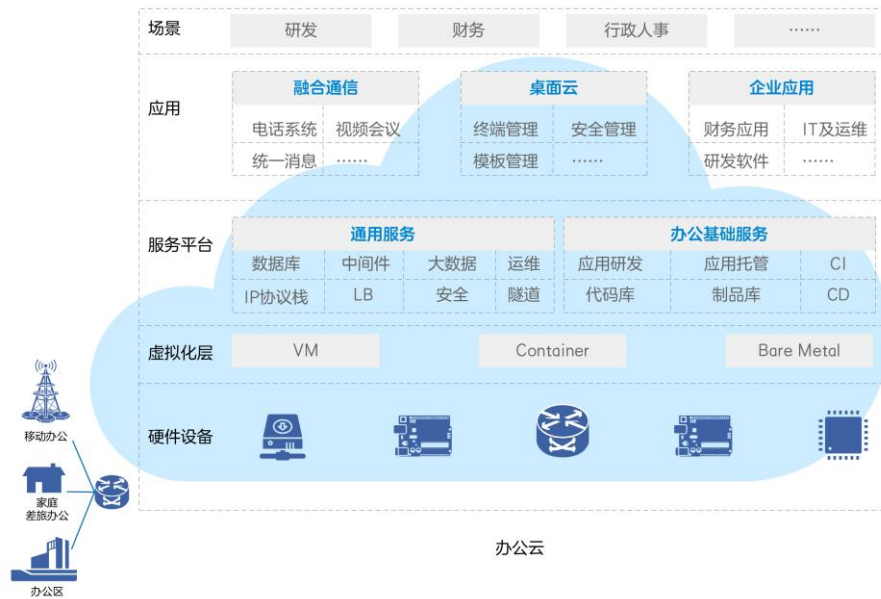 场景
研发
财务
行政人事
……
应用
融合通信
电话系统
视频会议
统一消息
……
桌面云
终端管理
安全管理
模板管理
……
企业应用
财务应用
IT及运维
研发软件
……
服务平台
通用服务
数据库
中间件
大数据
运维
IP协议栈
LB
安全
隧道
办公基础服务
应用研发
应用托管
CI
代码库
制品库
CD
虚拟化层
VM
Container
Bare Metal
硬件设备
移动办公
家庭
差旅办公
办公区
办公云